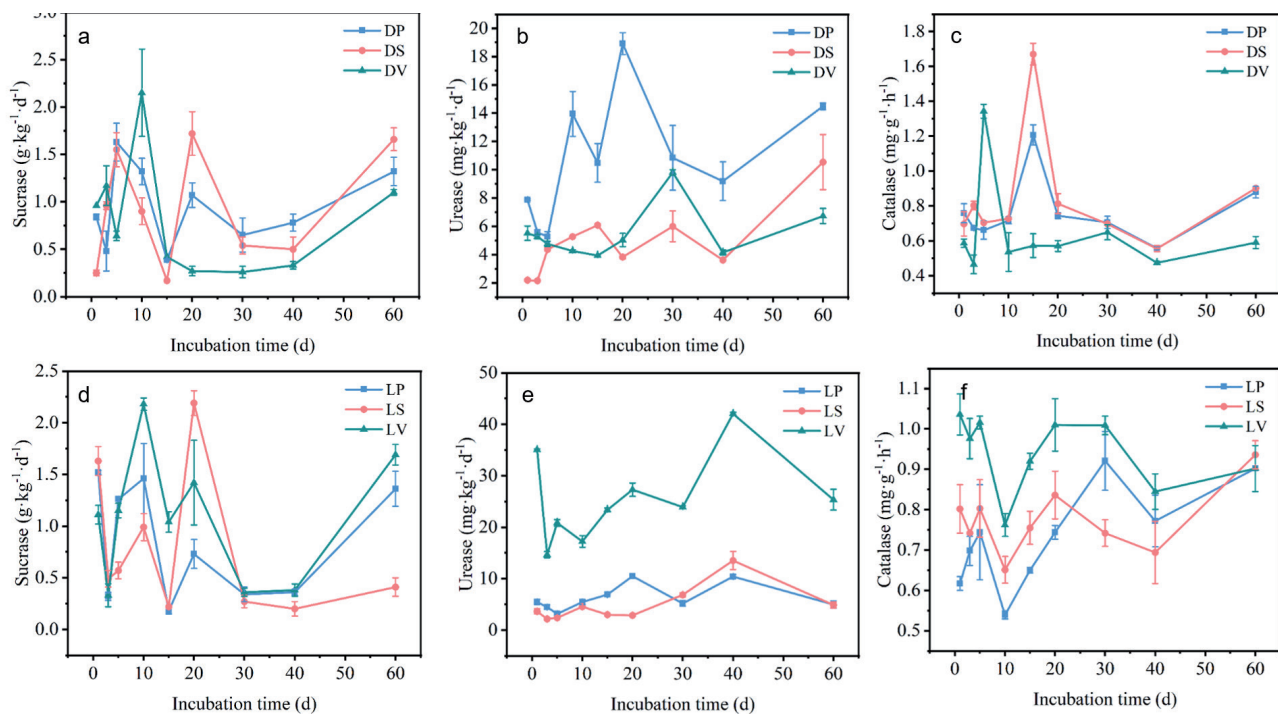 a
3.0
2.5
2.0
1.5
1.0
0.5
0.0
Sucrase (g·kg⁻¹·d⁻¹)
DP
DS
DV
0 10 20 30 40 50 60
Incubation time (d)
b
20
18
16
14
12
10
8
6
4
2
Urease (mg·kg⁻¹·d⁻¹)
DP
DS
DV
0 10 20 30 40 50 60
Incubation time (d)
c
1.8
1.6
1.4
1.2
1.0
0.8
0.6
0.4
Catalase (mg·g⁻¹·h⁻¹)
DP
DS
DV
0 10 20 30 40 50 60
Incubation time (d)
d
2.5
2.0
1.5
1.0
0.5
0.0
Sucrase (g·kg⁻¹·d⁻¹)
LP
LS
LV
0 10 20 30 40 50 60
Incubation time (d)
e
50
40
30
20
10
0
Urease (mg·kg⁻¹·d⁻¹)
LP
LS
LV
0 10 20 30 40 50 60
Incubation time (d)
f
1.1
1.0
0.9
0.8
0.7
0.6
0.5
Catalase (mg·g⁻¹·h⁻¹)
LP
LS
LV
0 10 20 30 40 50 60
Incubation time (d)